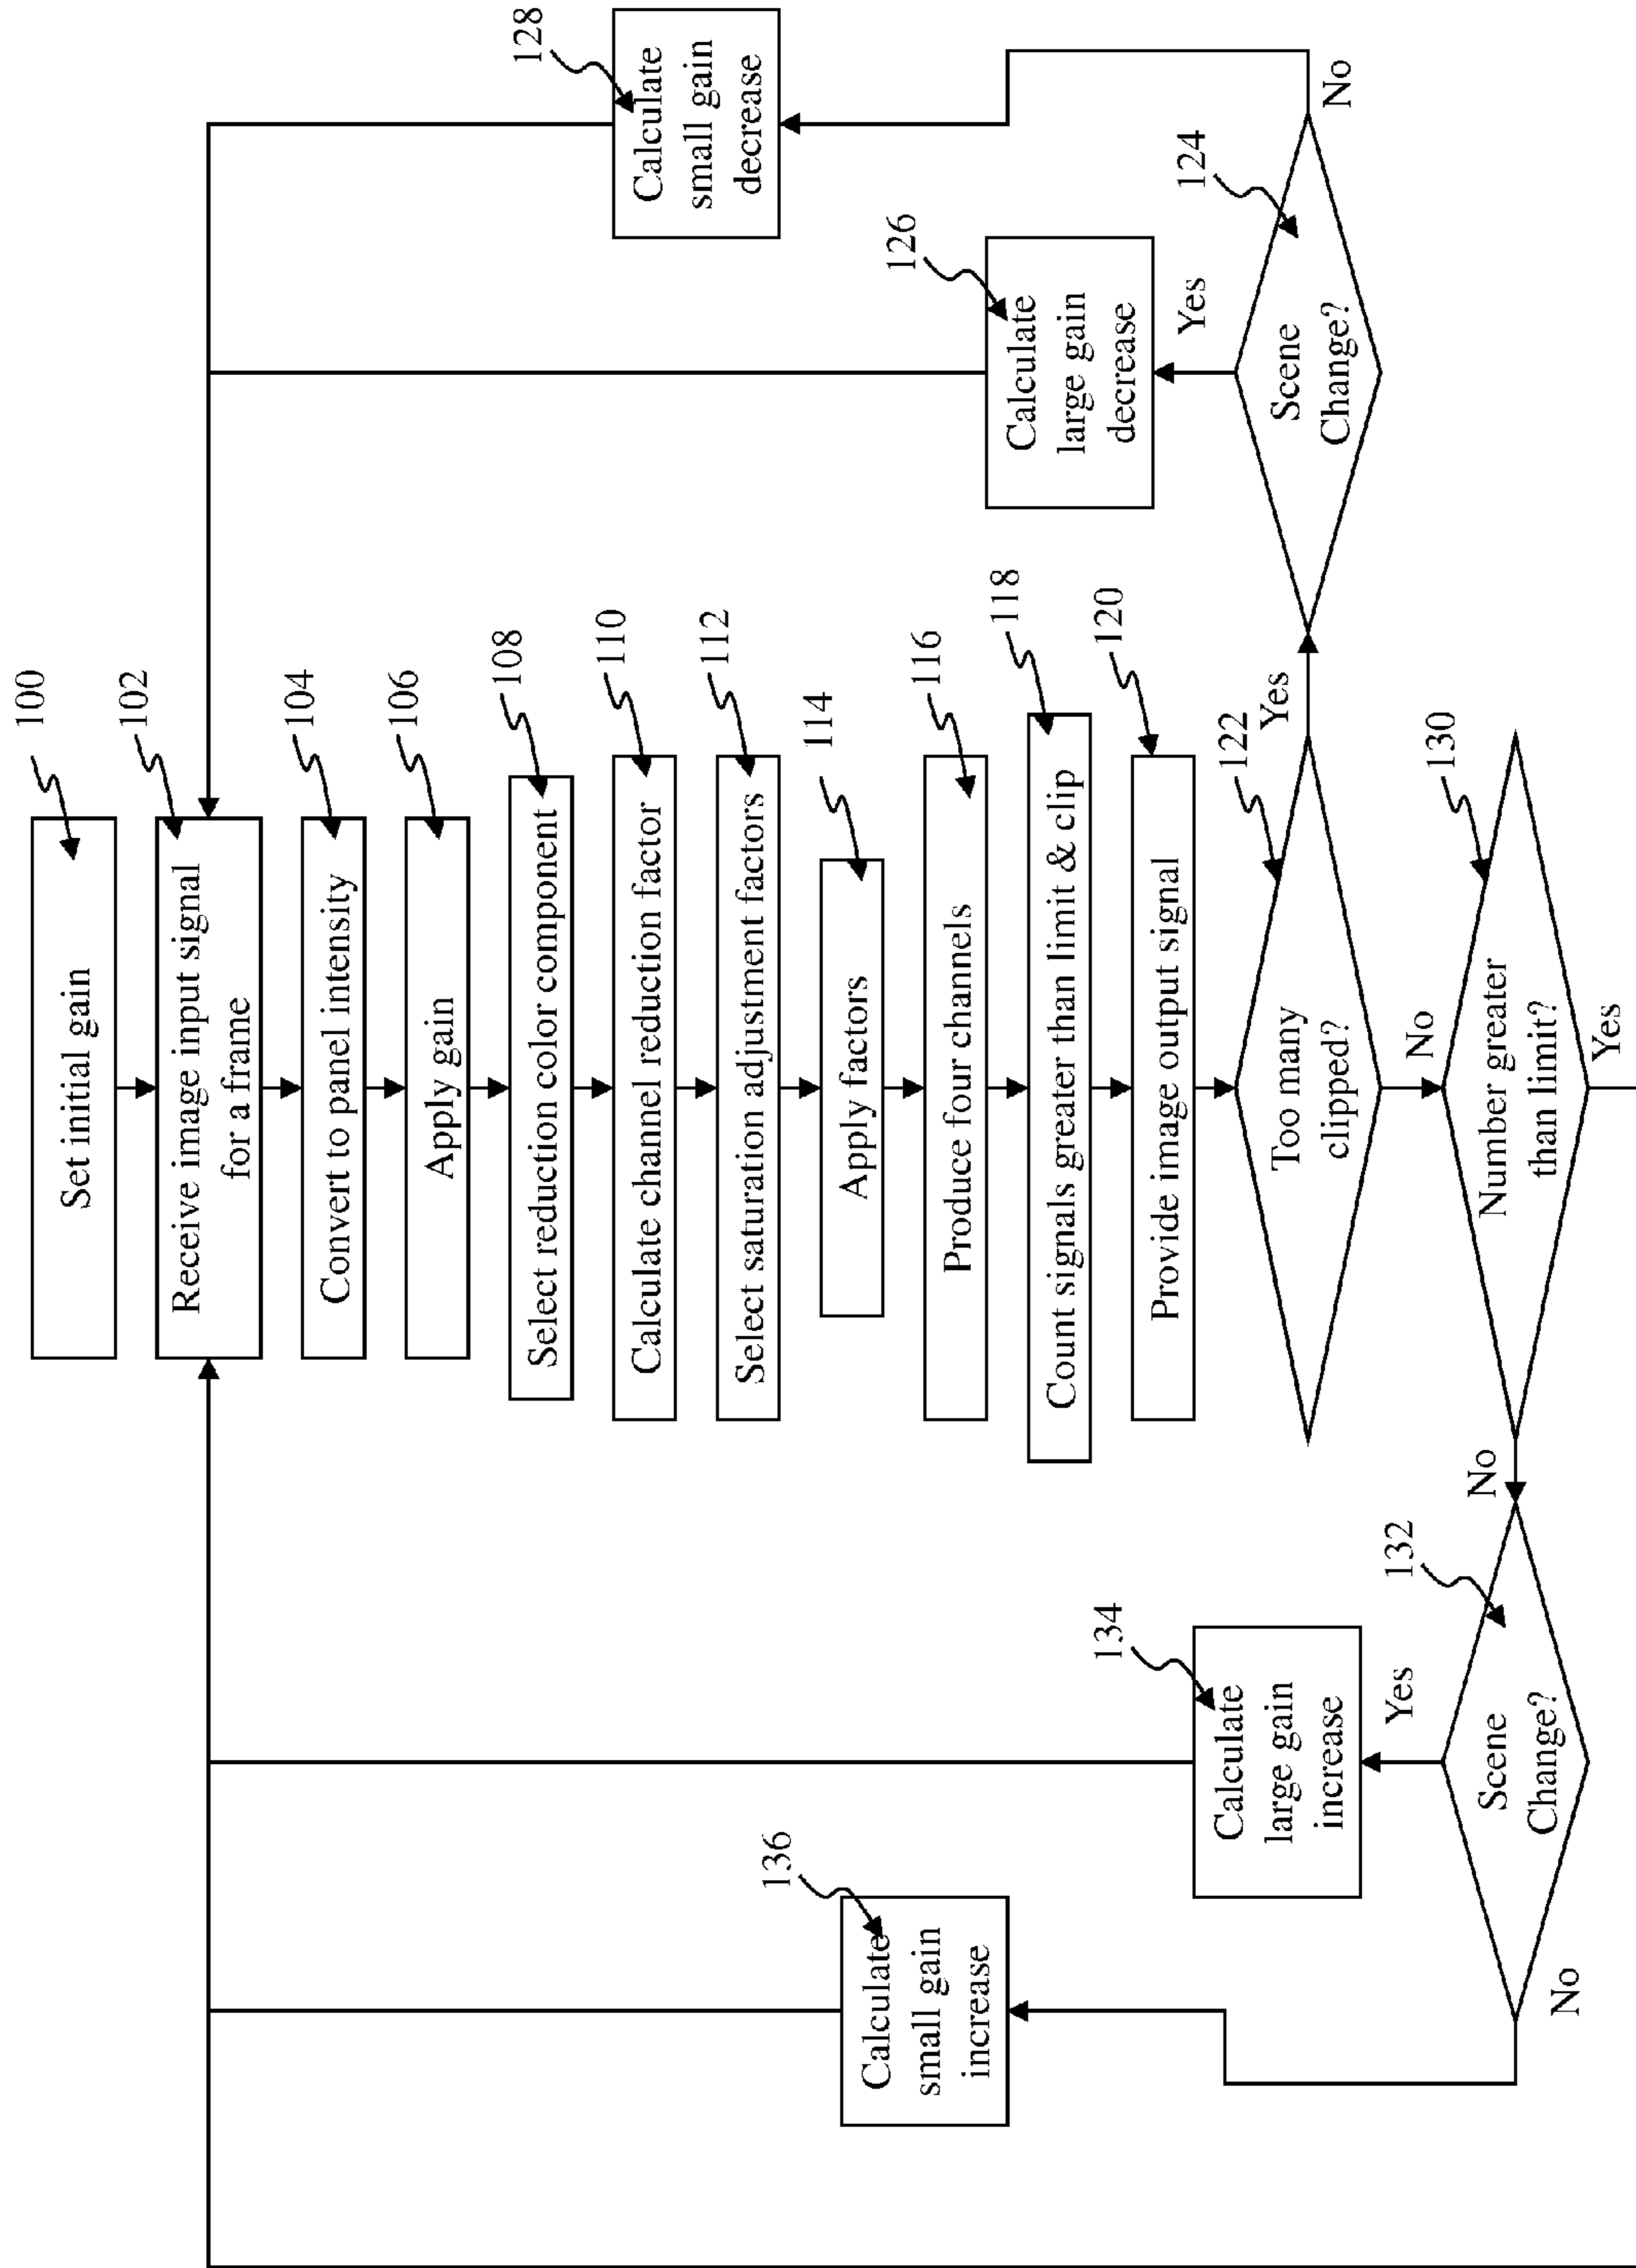 Set initial gain
100
Receive image input signal
for a frame
102
Convert to panel intensity
104
Apply gain
106
Select reduction color component
108
Calculate channel reduction factor
110
Select saturation adjustment factors
112
Apply factors
114
Produce four channels
116
Count signals greater than limit & clip
118
Provide image output signal
120
Too many
clipped?
122
Yes
No
Scene
Change?
124
Yes
No
Calculate
large gain
decrease
126
Calculate
small gain
decrease
128
Number greater
than limit?
130
Yes
No
Scene
Change?
132
Yes
No
Calculate
large gain
increase
134
Calculate
small gain
increase
136